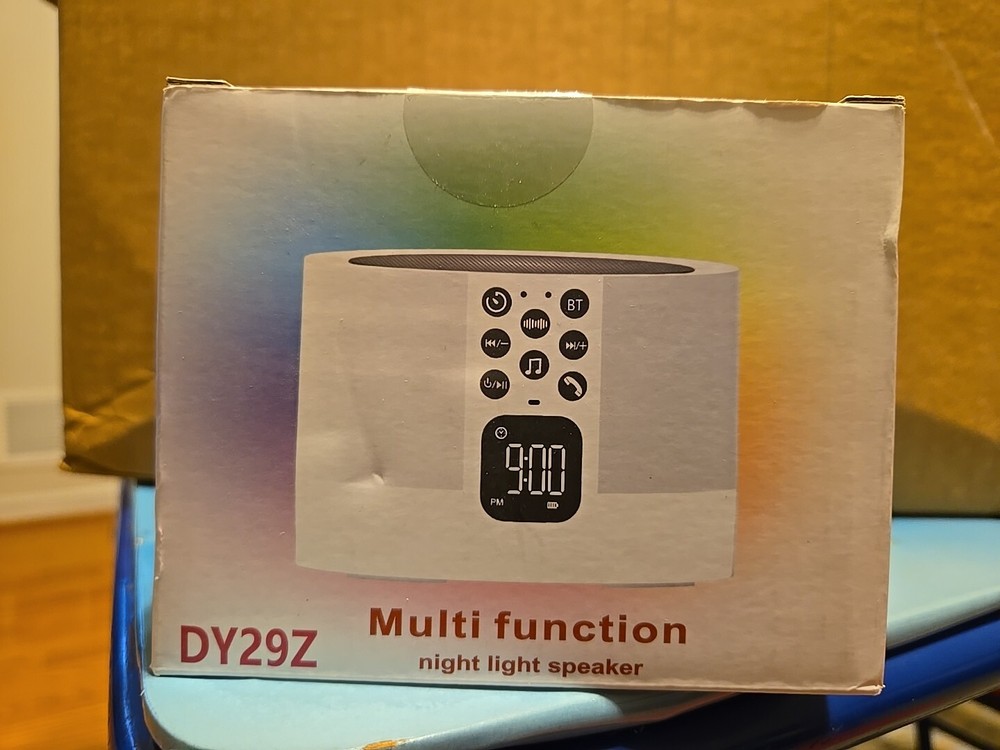 BT
9:00
PM
DY29Z
Multi function
night light speaker